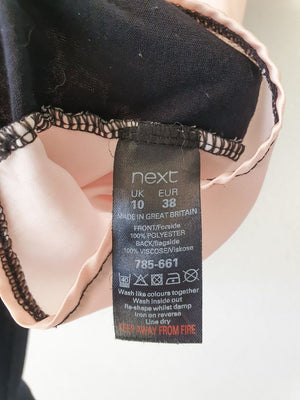 next
UK EUR
10 38
MADE IN GREAT BRITAIN
FRONT/Forside
100% POLYESTER
BACK/Bagside
100% VISCOSE/Viskose
785-661
40
Wash like colours together
Wash inside out
Re-shape whilst damp
Iron on reverse
Line dry
KEEP AWAY FROM FIRE